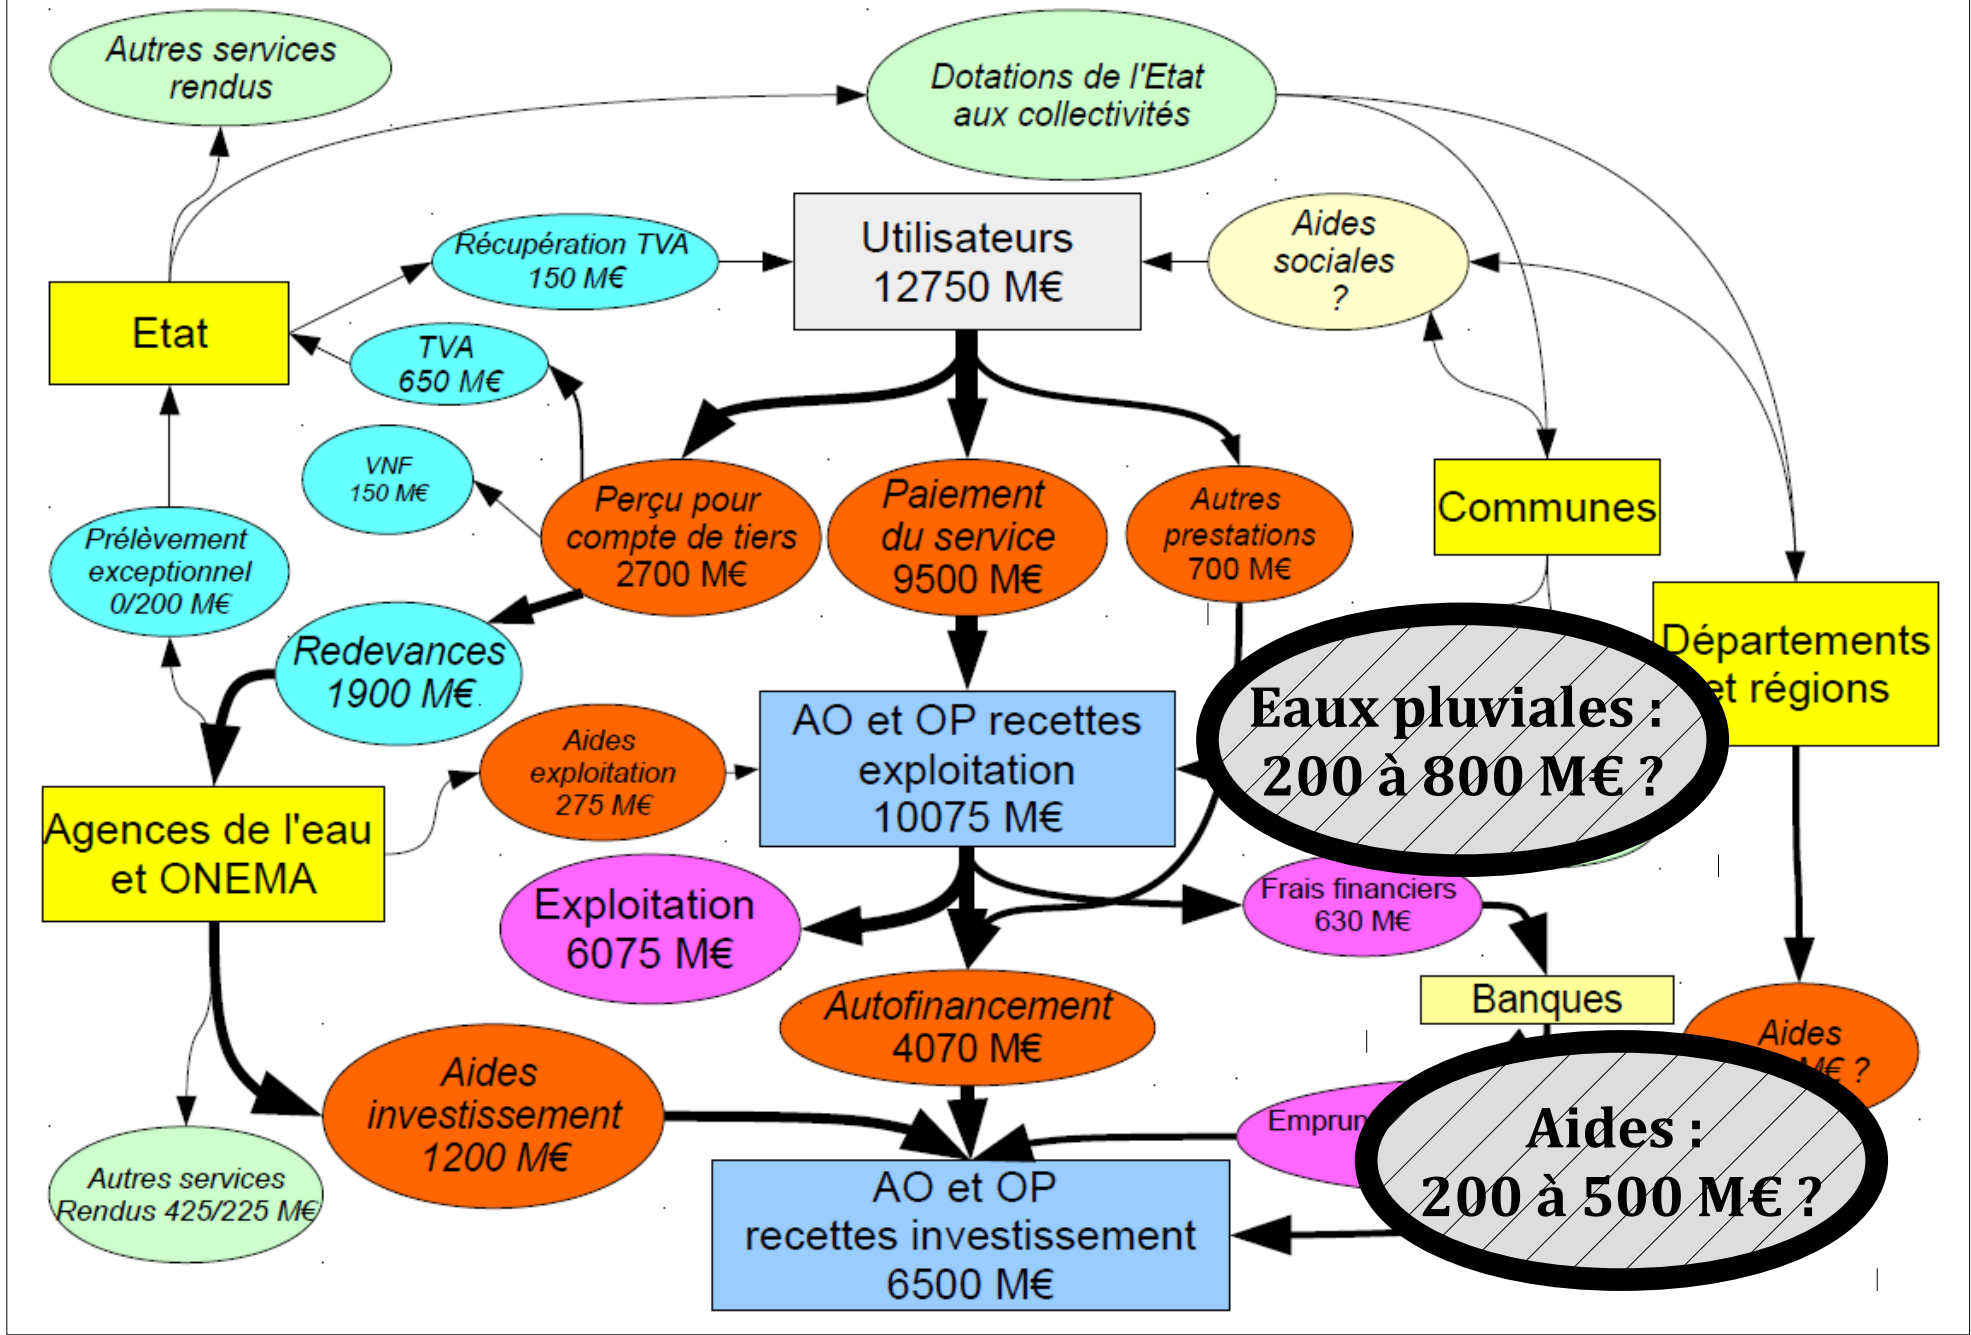 Autres services
rendus
Dotations de l'Etat
aux collectivités
Récupération TVA
150 M€
Utilisateurs
12750 M€
Aides
sociales
?
Etat
TVA
650 M€
VNF
150 M€
Perçu pour
compte de tiers
2700 M€
Paiement
du service
9500 M€
Autres
prestations
700 M€
Communes
Prélèvement
exceptionnel
0/200 M€
Redevances
1900 M€
Départements
et régions
Eaux pluviales :
200 à 800 M€ ?
Aides
exploitation
275 M€
AO et OP recettes
exploitation
10075 M€
Agences de l'eau
et ONEMA
Exploitation
6075 M€
Frais financiers
630 M€
Autofinancement
4070 M€
Banques
Aides
M€ ?
Aides
investissement
1200 M€
Aides :
200 à 500 M€ ?
Autres services
Rendus 425/225 M€
AO et OP
recettes investissement
6500 M€